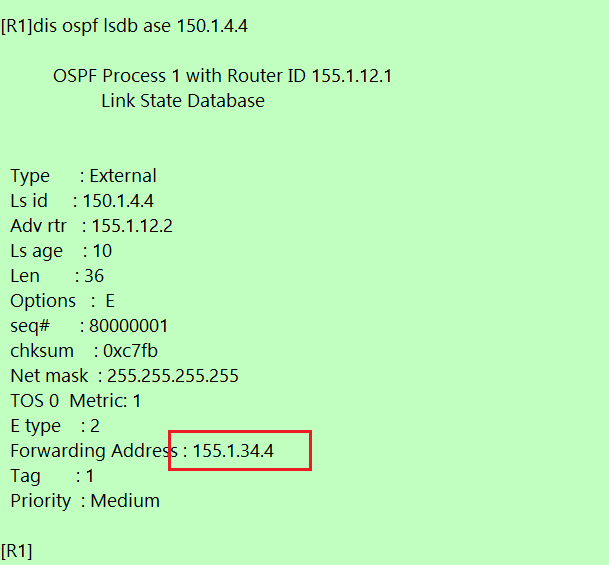 [R1]dis ospf lsdb ase 150.1.4.4
OSPF Process 1 with Router ID 155.1.12.1
Link State Database
Type : External
Ls id : 150.1.4.4
Adv rtr : 155.1.12.2
Ls age : 10
Len : 36
Options : E
seq# : 80000001
chksum : 0xc7fb
Net mask : 255.255.255.255
TOS 0 Metric: 1
E type : 2
Forwarding Address : 155.1.34.4
Tag : 1
Priority : Medium
[R1]